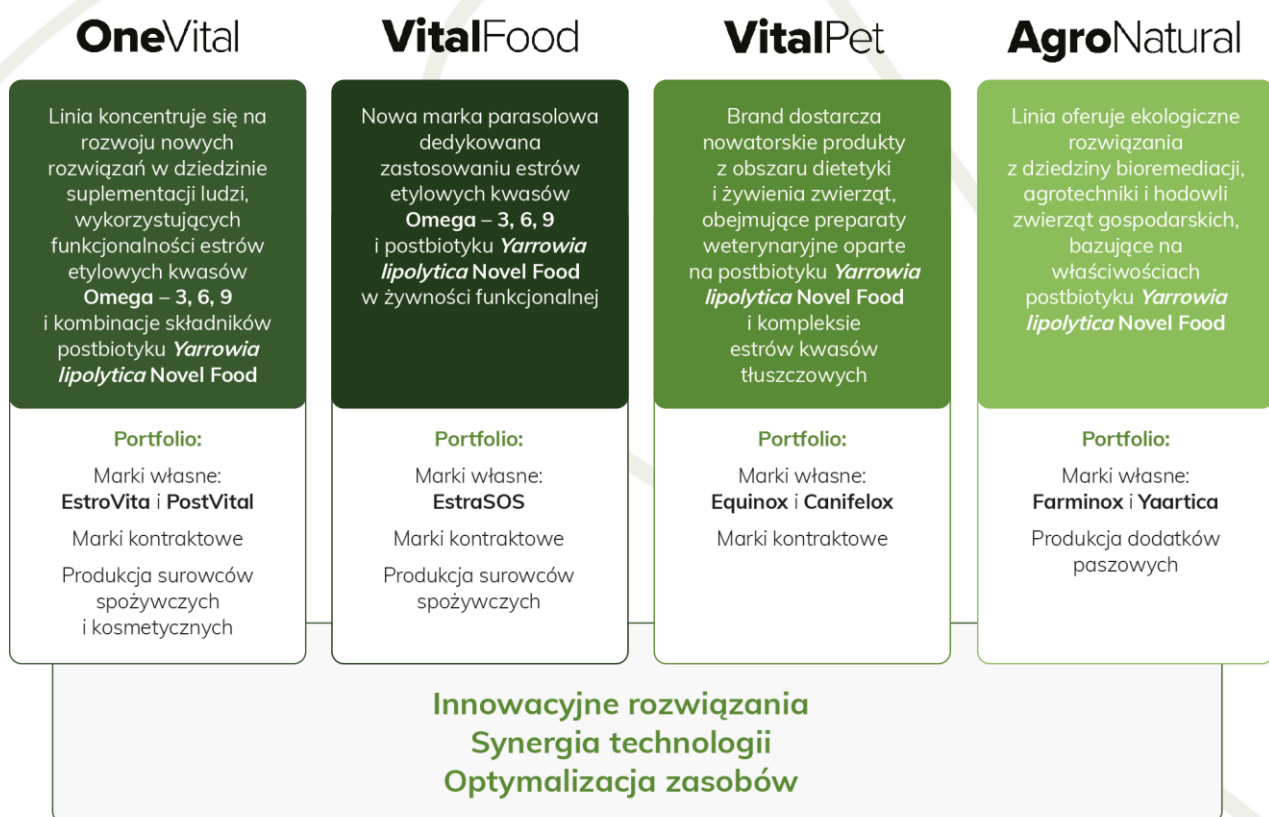 OneVital
Linia koncentruje się na
rozwoju nowych
rozwiązań w dziedzinie
suplementacji ludzi,
wykorzystujących
funkcjonalności estrów
etylowych kwasów
Omega – 3, 6, 9
i kombinacje składników
postbiotyku Yarrowia
lipolytica Novel Food
Portfolio:
Marki własne:
EstroVita i PostVital
Marki kontraktowe
Produkcja surowców
spożywczych
i kosmetycznych
VitalFood
Nowa marka parasolowa
dedykowana
zastosowaniu estrów
etylowych kwasów
Omega – 3, 6, 9
i postbiotyku Yarrowia
lipolytica Novel Food
w żywności funkcjonalnej
Portfolio:
Marki własne:
EstraSOS
Marki kontraktowe
Produkcja surowców
spożywczych
VitalPet
Brand dostarcza
nowatorskie produkty
z obszaru dietetyki
i żywienia zwierząt,
obejmujące preparaty
weterynaryjne oparte
na postbiotyku Yarrowia
lipolytica Novel Food
i kompleksie
estrów kwasów
tłuszczowych
Portfolio:
Marki własne:
Equinox i Canifelox
Marki kontraktowe
AgroNatural
Linia oferuje ekologiczne
rozwiązania
z dziedziny bioremediacji,
agrotechniki i hodowli
zwierząt gospodarskich,
bazujące na
właściwościach
postbiotyku Yarrowia
lipolytica Novel Food
Portfolio:
Marki własne:
Farminox i Yaartica
Produkcja dodatków
paszowych
Innowacyjne rozwiązania
Synergia technologii
Optymalizacja zasobów